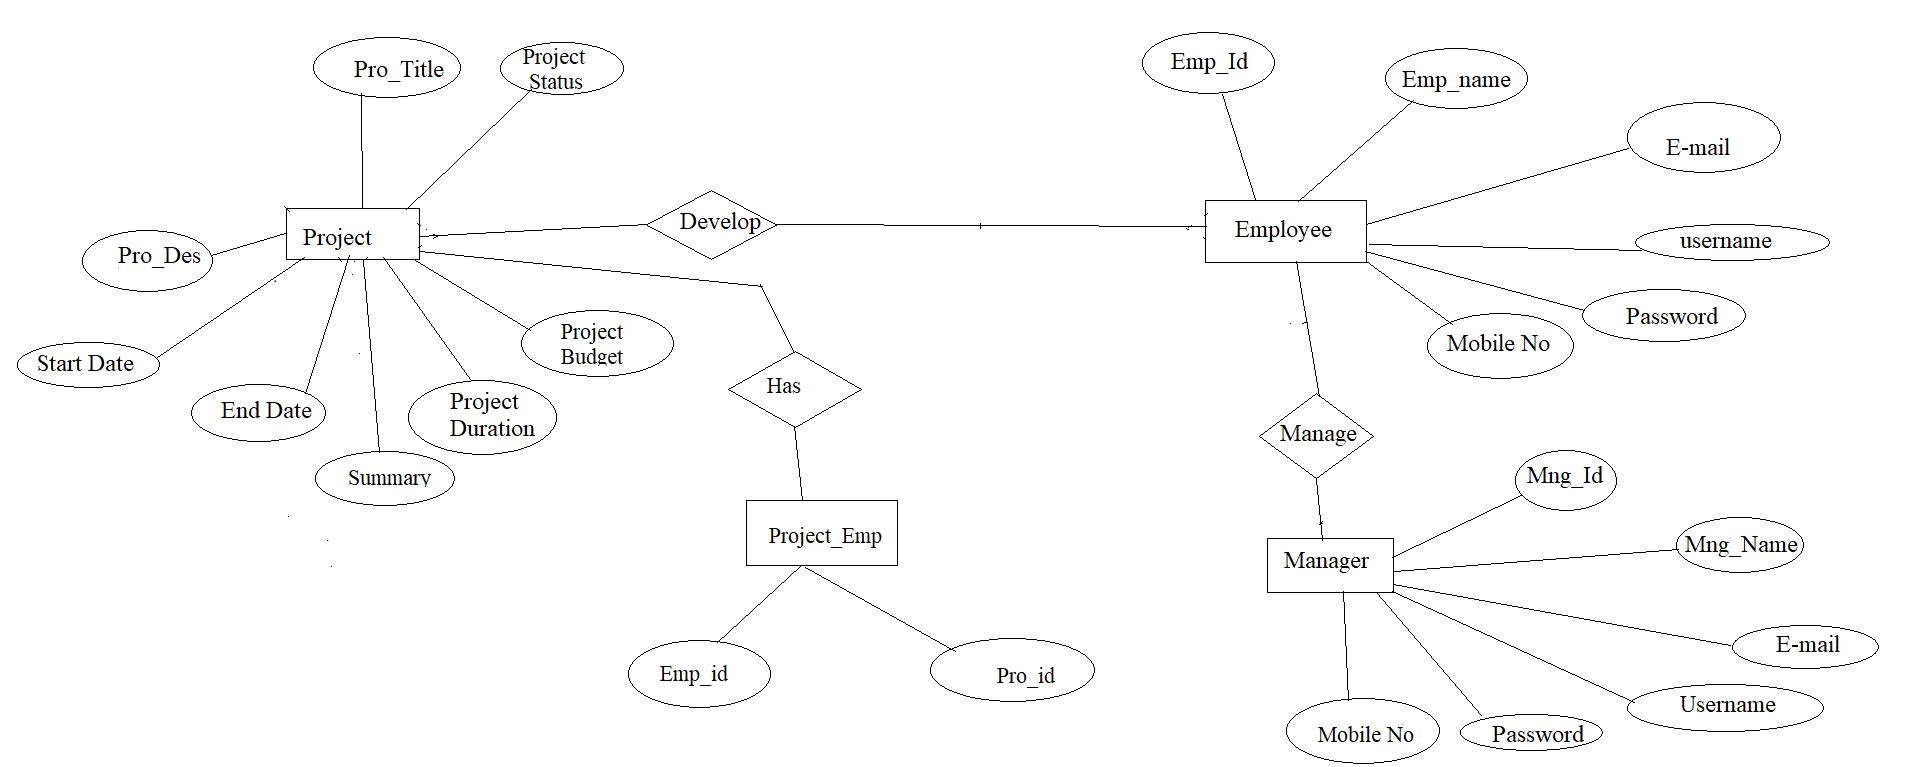 Pro_Title
Project
Status
Emp_Id
Emp_name
E-mail
Develop
Project
Employee
username
Pro_Des
Password
Project
Budget
Mobile No
Start Date
Has
End Date
Project
Duration
Manage
Summary
Mng_Id
Project_Emp
Mng_Name
Manager
E-mail
Emp_id
Pro_id
Username
Mobile No
Password